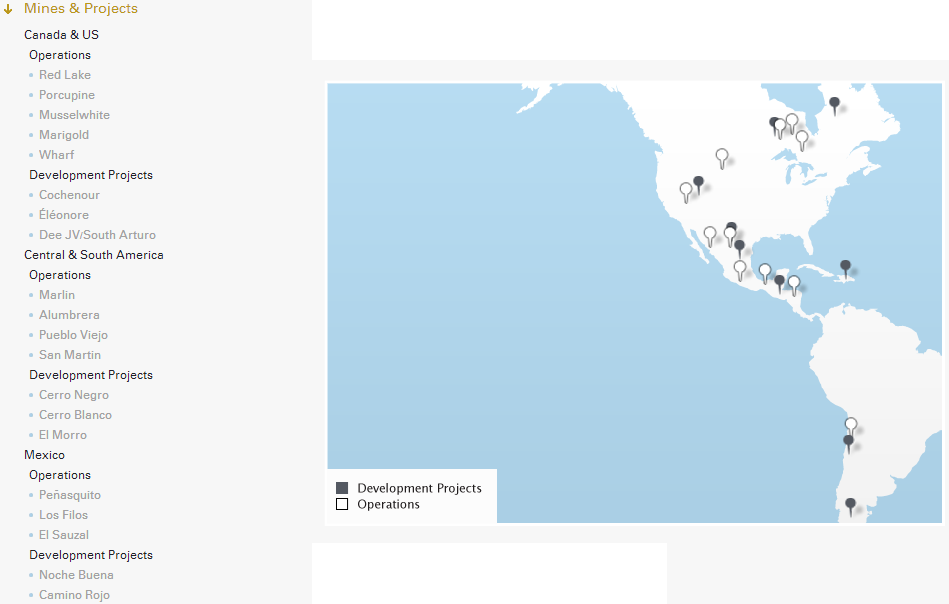 Mines & Projects
Canada & US
Operations
Red Lake
Porcupine
Musselwhite
Marigold
Wharf
Development Projects
Cochenour
Éléonore
Dee JV/South Arturo
Central & South America
Operations
Marlin
Alumbrera
Pueblo Viejo
San Martin
Development Projects
Cerro Negro
Cerro Blanco
El Morro
Mexico
Operations
Peñasquito
Los Filos
El Sauzal
Development Projects
Noche Buena
Camino Rojo
Development Projects
Operations